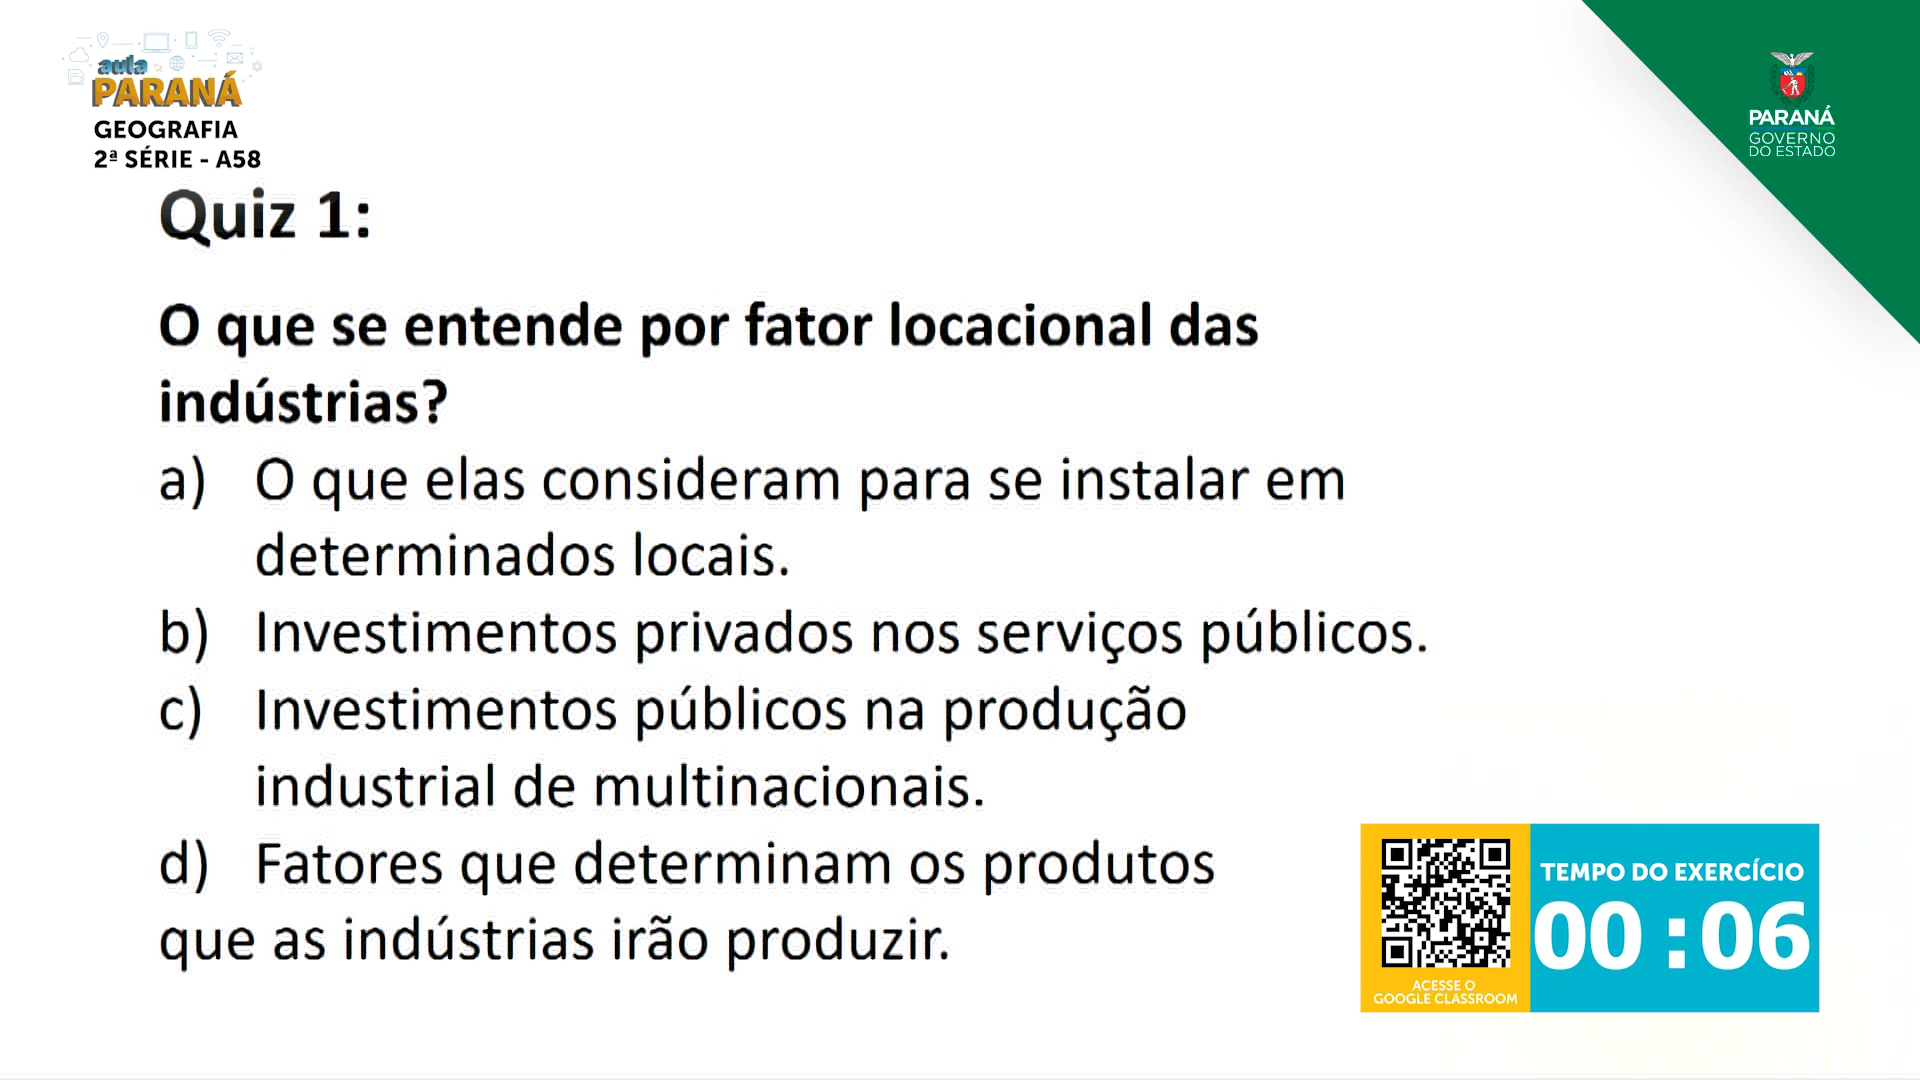 aula
PARANÁ
GEOGRAFIA
2ª SÉRIE - A58
PARANÁ
GOVERNO
DO ESTADO
Quiz 1:
O que se entende por fator locacional das
indústrias?
a) O que elas consideram para se instalar em
determinados locais.
b) Investimentos privados nos serviços públicos.
c) Investimentos públicos na produção
industrial de multinacionais.
d) Fatores que determinam os produtos
que as indústrias irão produzir.
ACESSE O
GOOGLE CLASSROOM
TEMPO DO EXERCÍCIO
00:06